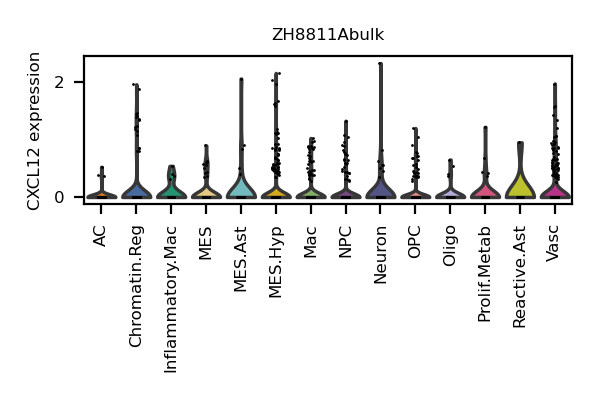 ZH8811Abulk
CXCL12 expression
2
0
AC
Chromatin.Reg
Inflammatory.Mac
MES
MES.Ast
MES.Hyp
Mac
NPC
Neuron
OPC
Oligo
Prolif.Metab
Reactive.Ast
Vasc